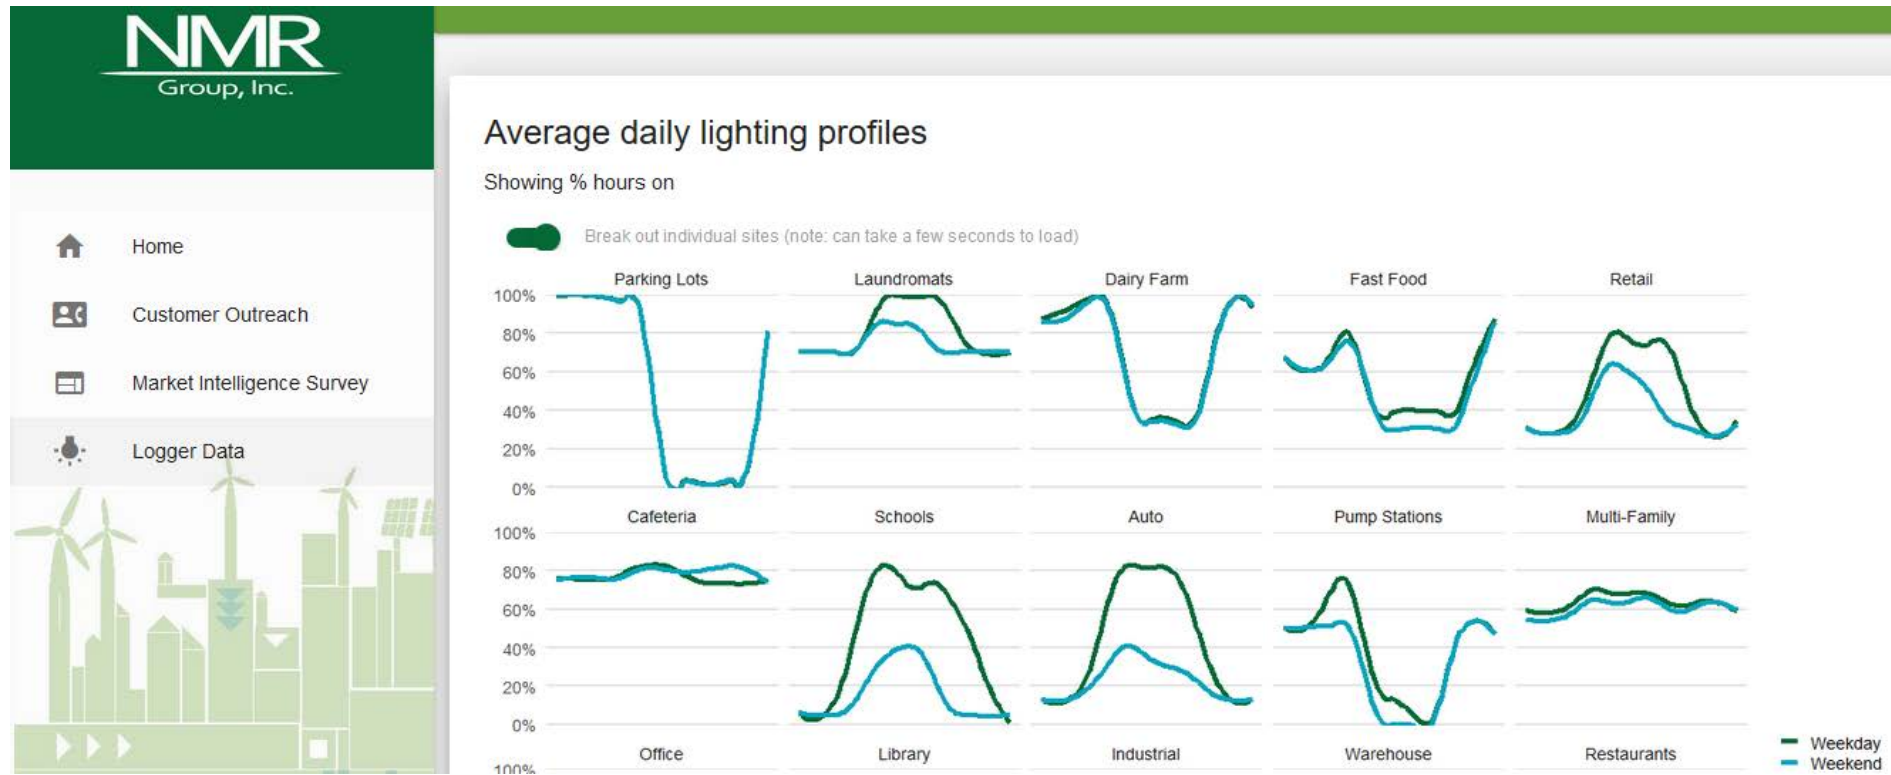 NMR
Group, Inc.
Home
Customer Outreach
Market Intelligence Survey
Logger Data
Average daily lighting profiles
Showing % hours on
Break out individual sites (note: can take a few seconds to load)
Parking Lots Laundromats Dairy Farm Fast Food Retail
100%
80%
60%
40%
20%
0%
Cafeteria Schools Auto Pump Stations Multi-Family
100%
80%
60%
40%
20%
0%
Office Library Industrial Warehouse Restaurants
100%
Weekday
Weekend